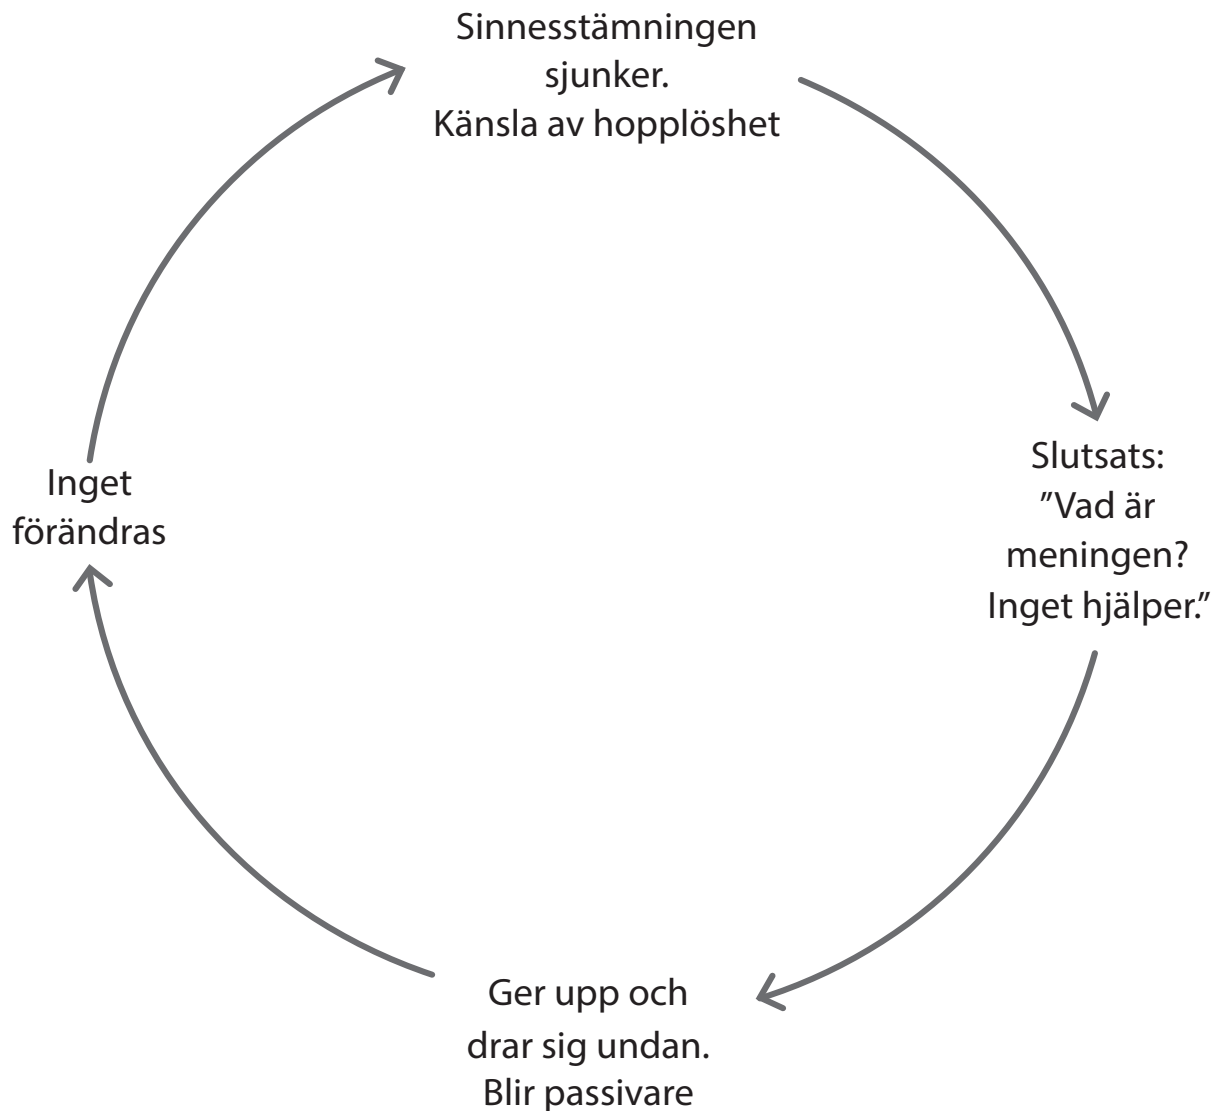 Sinnesstämningen
sjunker.
Känsla av hopplöshet
Slutsats:
”Vad är
meningen?
Inget hjälper.”
Ger upp och
drar sig undan.
Blir passivare
Inget
förändras